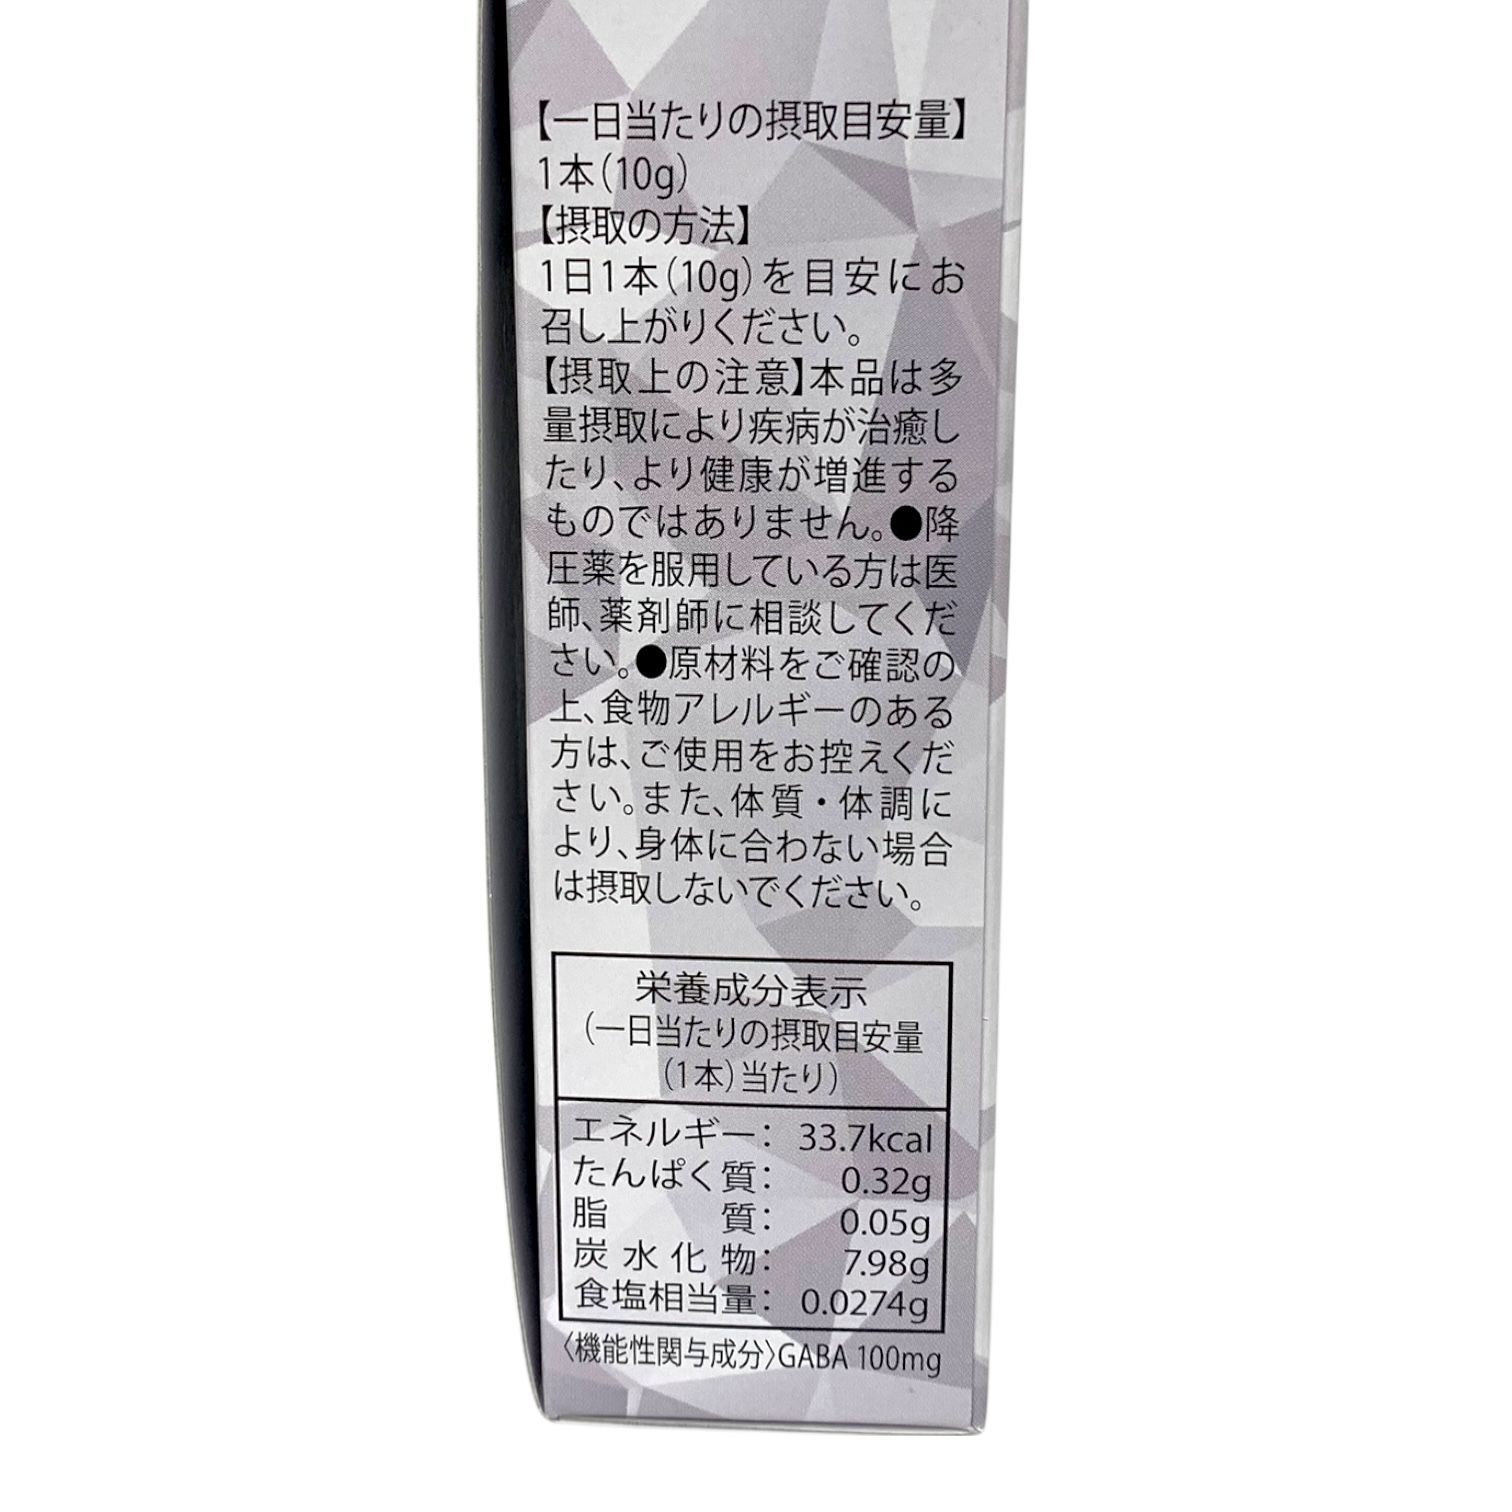 【一日当たりの摂取目安量】
1本(10g)
【摂取の方法】
1日1本(10g)を目安にお
召し上がりください。
【摂取上の注意】本品は多
量摂取により疾病が治癒し
たり、より健康が増進する
ものではありません。●降
圧薬を服用している方は医
師、薬剤師に相談してくだ
さい。●原材料をご確認の
上、食物アレルギーのある
方は、ご使用をお控えくだ
さい。また、体質・体調に
より、身体に合わない場合
は摂取しないでください。
栄養成分表示
(一日当たりの摂取目安量
(1本)当たり)
エネルギー: 33.7kcal
たんぱく質: 0.32g
脂質: 0.05g
炭水化物: 7.98g
食塩相当量: 0.0274g
〈機能性関与成分〉GABA 100mg